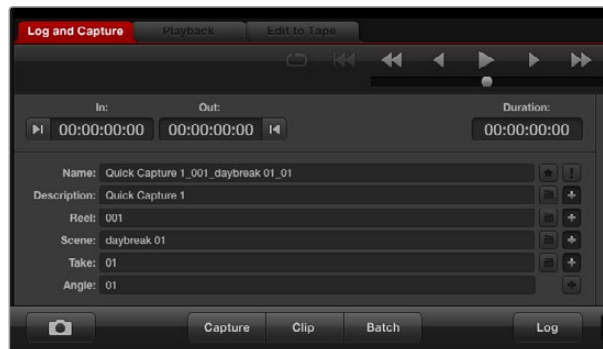 Log and Capture Playback Edit to Tape
In: Out: Duration:
00:00:00:00 00:00:00:00 00:00:00:00
Name: Quick Capture 1_001_daybreak 01_01
Description: Quick Capture 1
Reel: 001
Scene: daybreak 01
Take: 01
Angle: 01
Capture Clip Batch Log